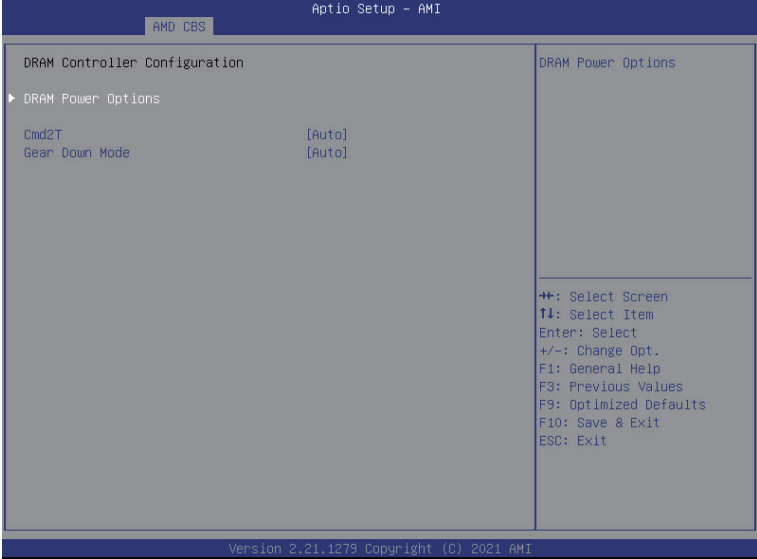 Aptio Setup – AMI
AMD CBS
DRAM Controller Configuration
DRAM Power Options
DRAM Power Options
Cmd2T [Auto]
Gear Down Mode [Auto]
→←: Select Screen
↑↓: Select Item
Enter: Select
+/-: Change Opt.
F1: General Help
F3: Previous Values
F9: Optimized Defaults
F10: Save & Exit
ESC: Exit
Version 2.21.1279 Copyright (C) 2021 AMI